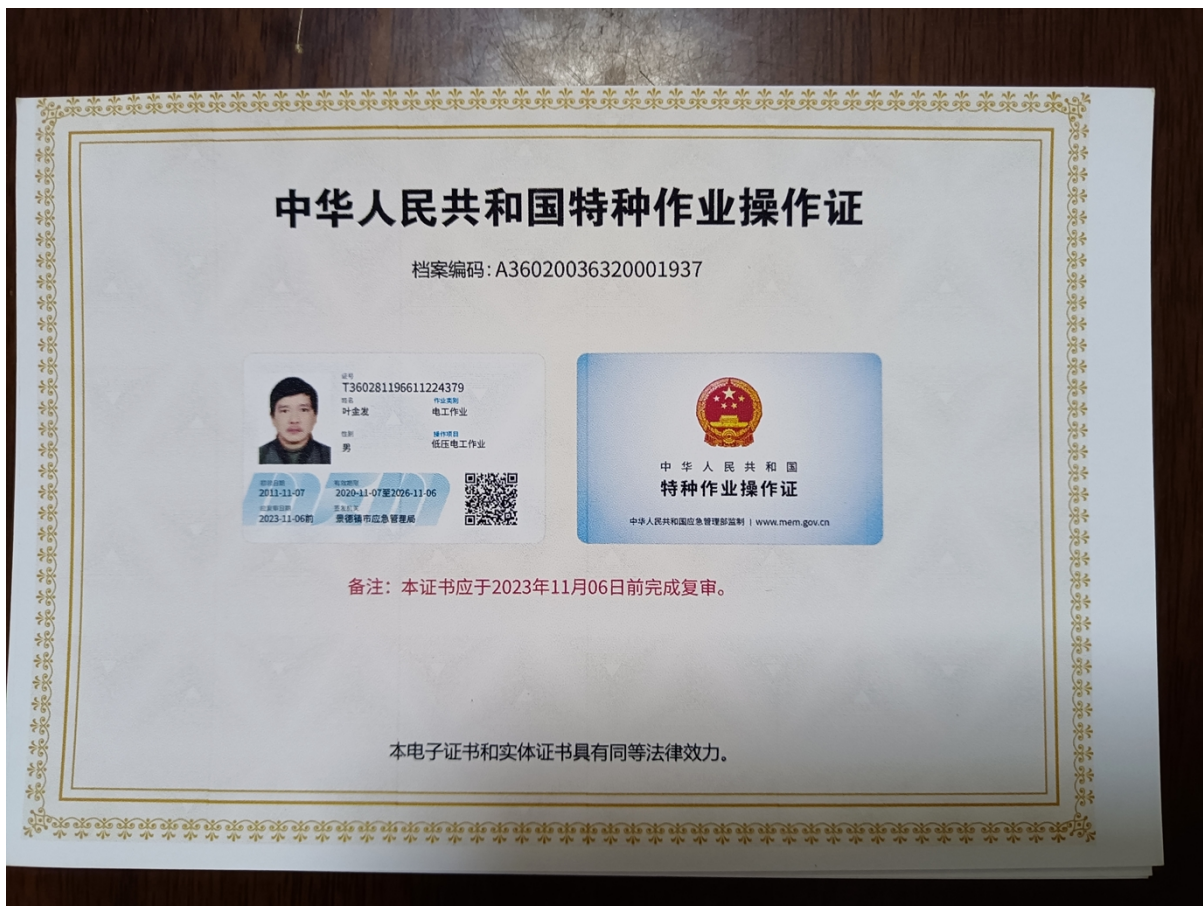 中华人民共和国特种作业操作证
档案编码：A36020036320001937
证号
T360281196611224379
姓名 作业类别
叶金发 电工作业
性别 操作项目
男 低压电工作业
初领日期 有效期限
2011-11-07 2020-11-07至2026-11-06
应复审日期 签发机关
2023-11-06前 景德镇市应急管理局
中华人民共和国
特种作业操作证
中华人民共和国应急管理部监制 | www.mem.gov.cn
备注：本证书应于2023年11月06日前完成复审。
本电子证书和实体证书具有同等法律效力。